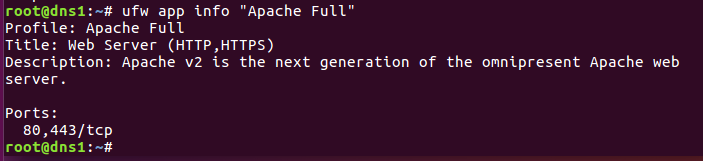 root@dns1:~# ufw app info "Apache Full"
Profile: Apache Full
Title: Web Server (HTTP,HTTPS)
Description: Apache v2 is the next generation of the omnipresent Apache web
server.

Ports:
  80,443/tcp
root@dns1:~#